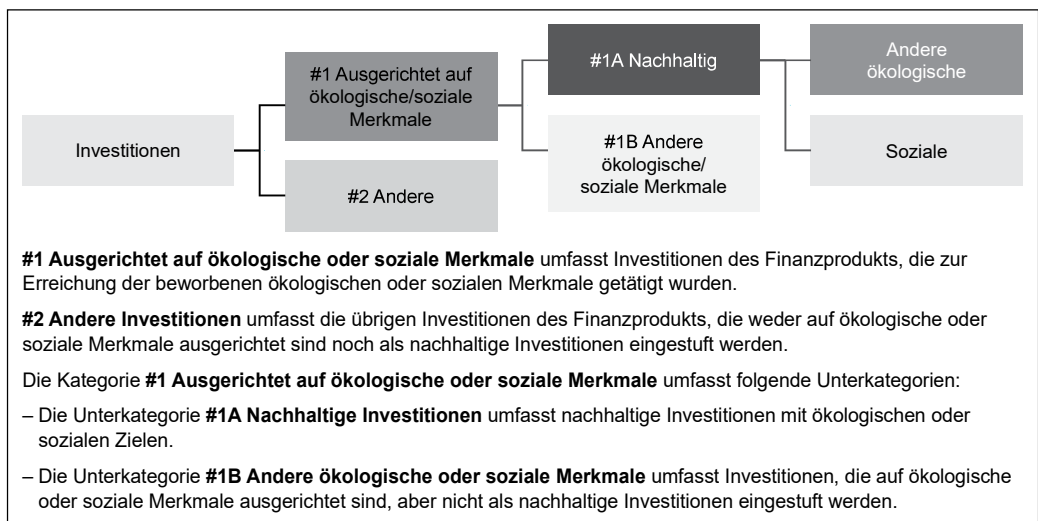 Investitionen
#1 Ausgerichtet auf
ökologische/soziale
Merkmale
#2 Andere
#1A Nachhaltig
#1B Andere
ökologische/
soziale Merkmale
Andere
ökologische
Soziale
#1 Ausgerichtet auf ökologische oder soziale Merkmale umfasst Investitionen des Finanzprodukts, die zur
Erreichung der beworbenen ökologischen oder sozialen Merkmale getätigt wurden.
#2 Andere Investitionen umfasst die übrigen Investitionen des Finanzprodukts, die weder auf ökologische oder
soziale Merkmale ausgerichtet sind noch als nachhaltige Investitionen eingestuft werden.
Die Kategorie #1 Ausgerichtet auf ökologische oder soziale Merkmale umfasst folgende Unterkategorien:
– Die Unterkategorie #1A Nachhaltige Investitionen umfasst nachhaltige Investitionen mit ökologischen oder
sozialen Zielen.
– Die Unterkategorie #1B Andere ökologische oder soziale Merkmale umfasst Investitionen, die auf ökologische
oder soziale Merkmale ausgerichtet sind, aber nicht als nachhaltige Investitionen eingestuft werden.